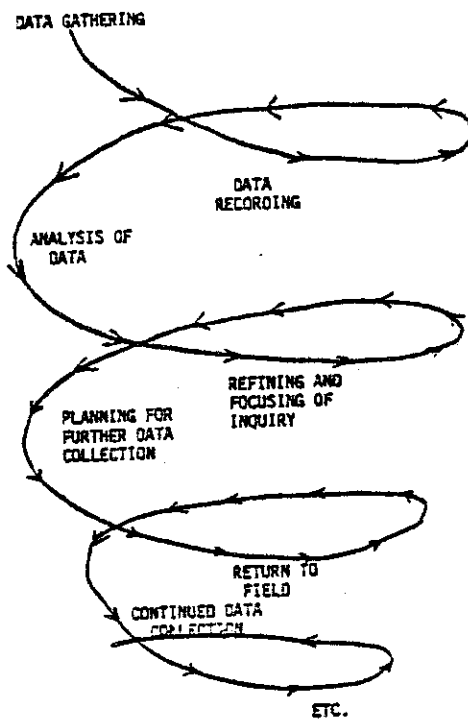 DATA GATHERING
DATA
RECORDING
ANALYSIS OF
DATA
REFINING AND
FOCUSING OF
INQUIRY
PLANNING FOR
FURTHER DATA
COLLECTION
RETURN TO
FIELD
CONTINUED DATA
COLLECTION
ETC.